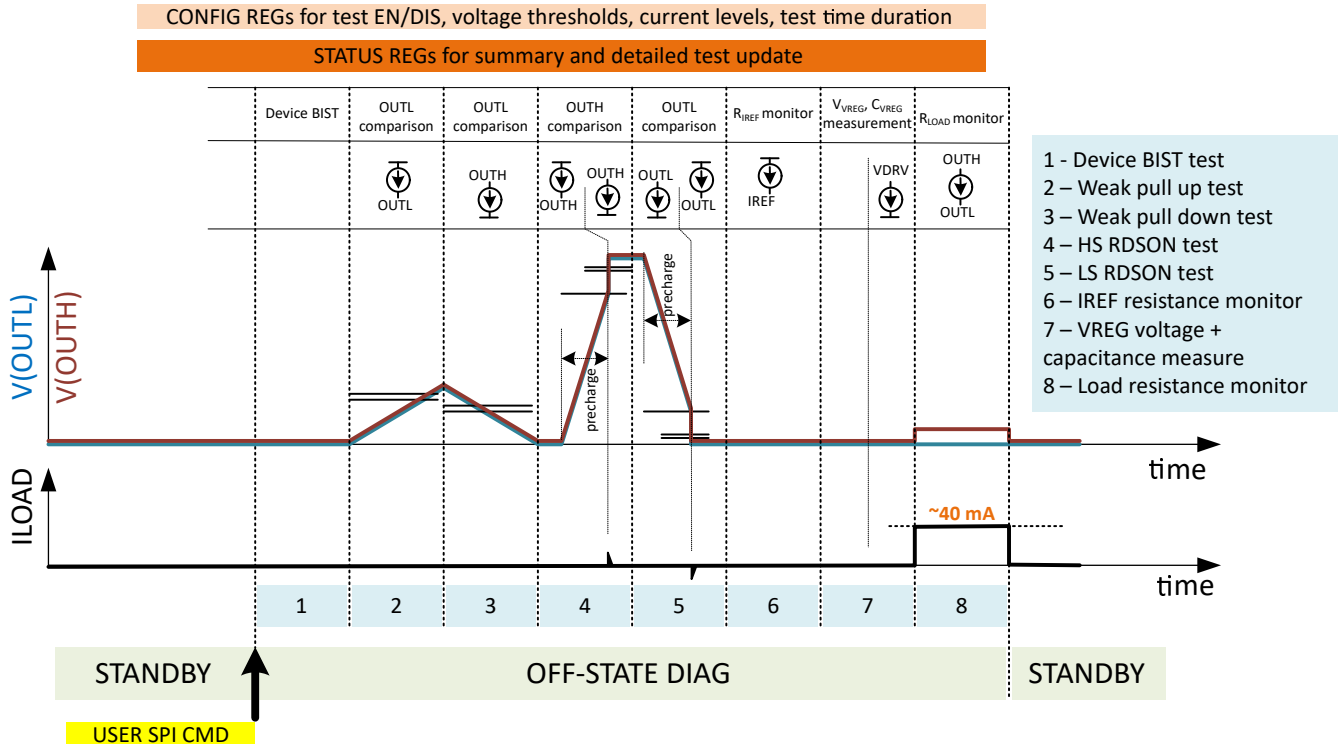 CONFIG REGs for test EN/DIS, voltage thresholds, current levels, test time duration
STATUS REGs for summary and detailed test update
Device BIST
OUTL
comparison
OUTL
comparison
OUTH
comparison
OUTL
comparison
RIREF monitor
VVREG, CVREG
measurement
RLOAD monitor
OUTL
OUTH
OUTH
OUTH
OUTL
OUTL
IREF
VDRV
OUTH
OUTL
1 - Device BIST test
2 – Weak pull up test
3 – Weak pull down test
4 – HS RDSON test
5 – LS RDSON test
6 – IREF resistance monitor
7 – VREG voltage +
capacitance measure
8 – Load resistance monitor
V(OUTL)
V(OUTH)
precharge
precharge
time
ILOAD
~40 mA
time
1
2
3
4
5
6
7
8
STANDBY
OFF-STATE DIAG
STANDBY
USER SPI CMD